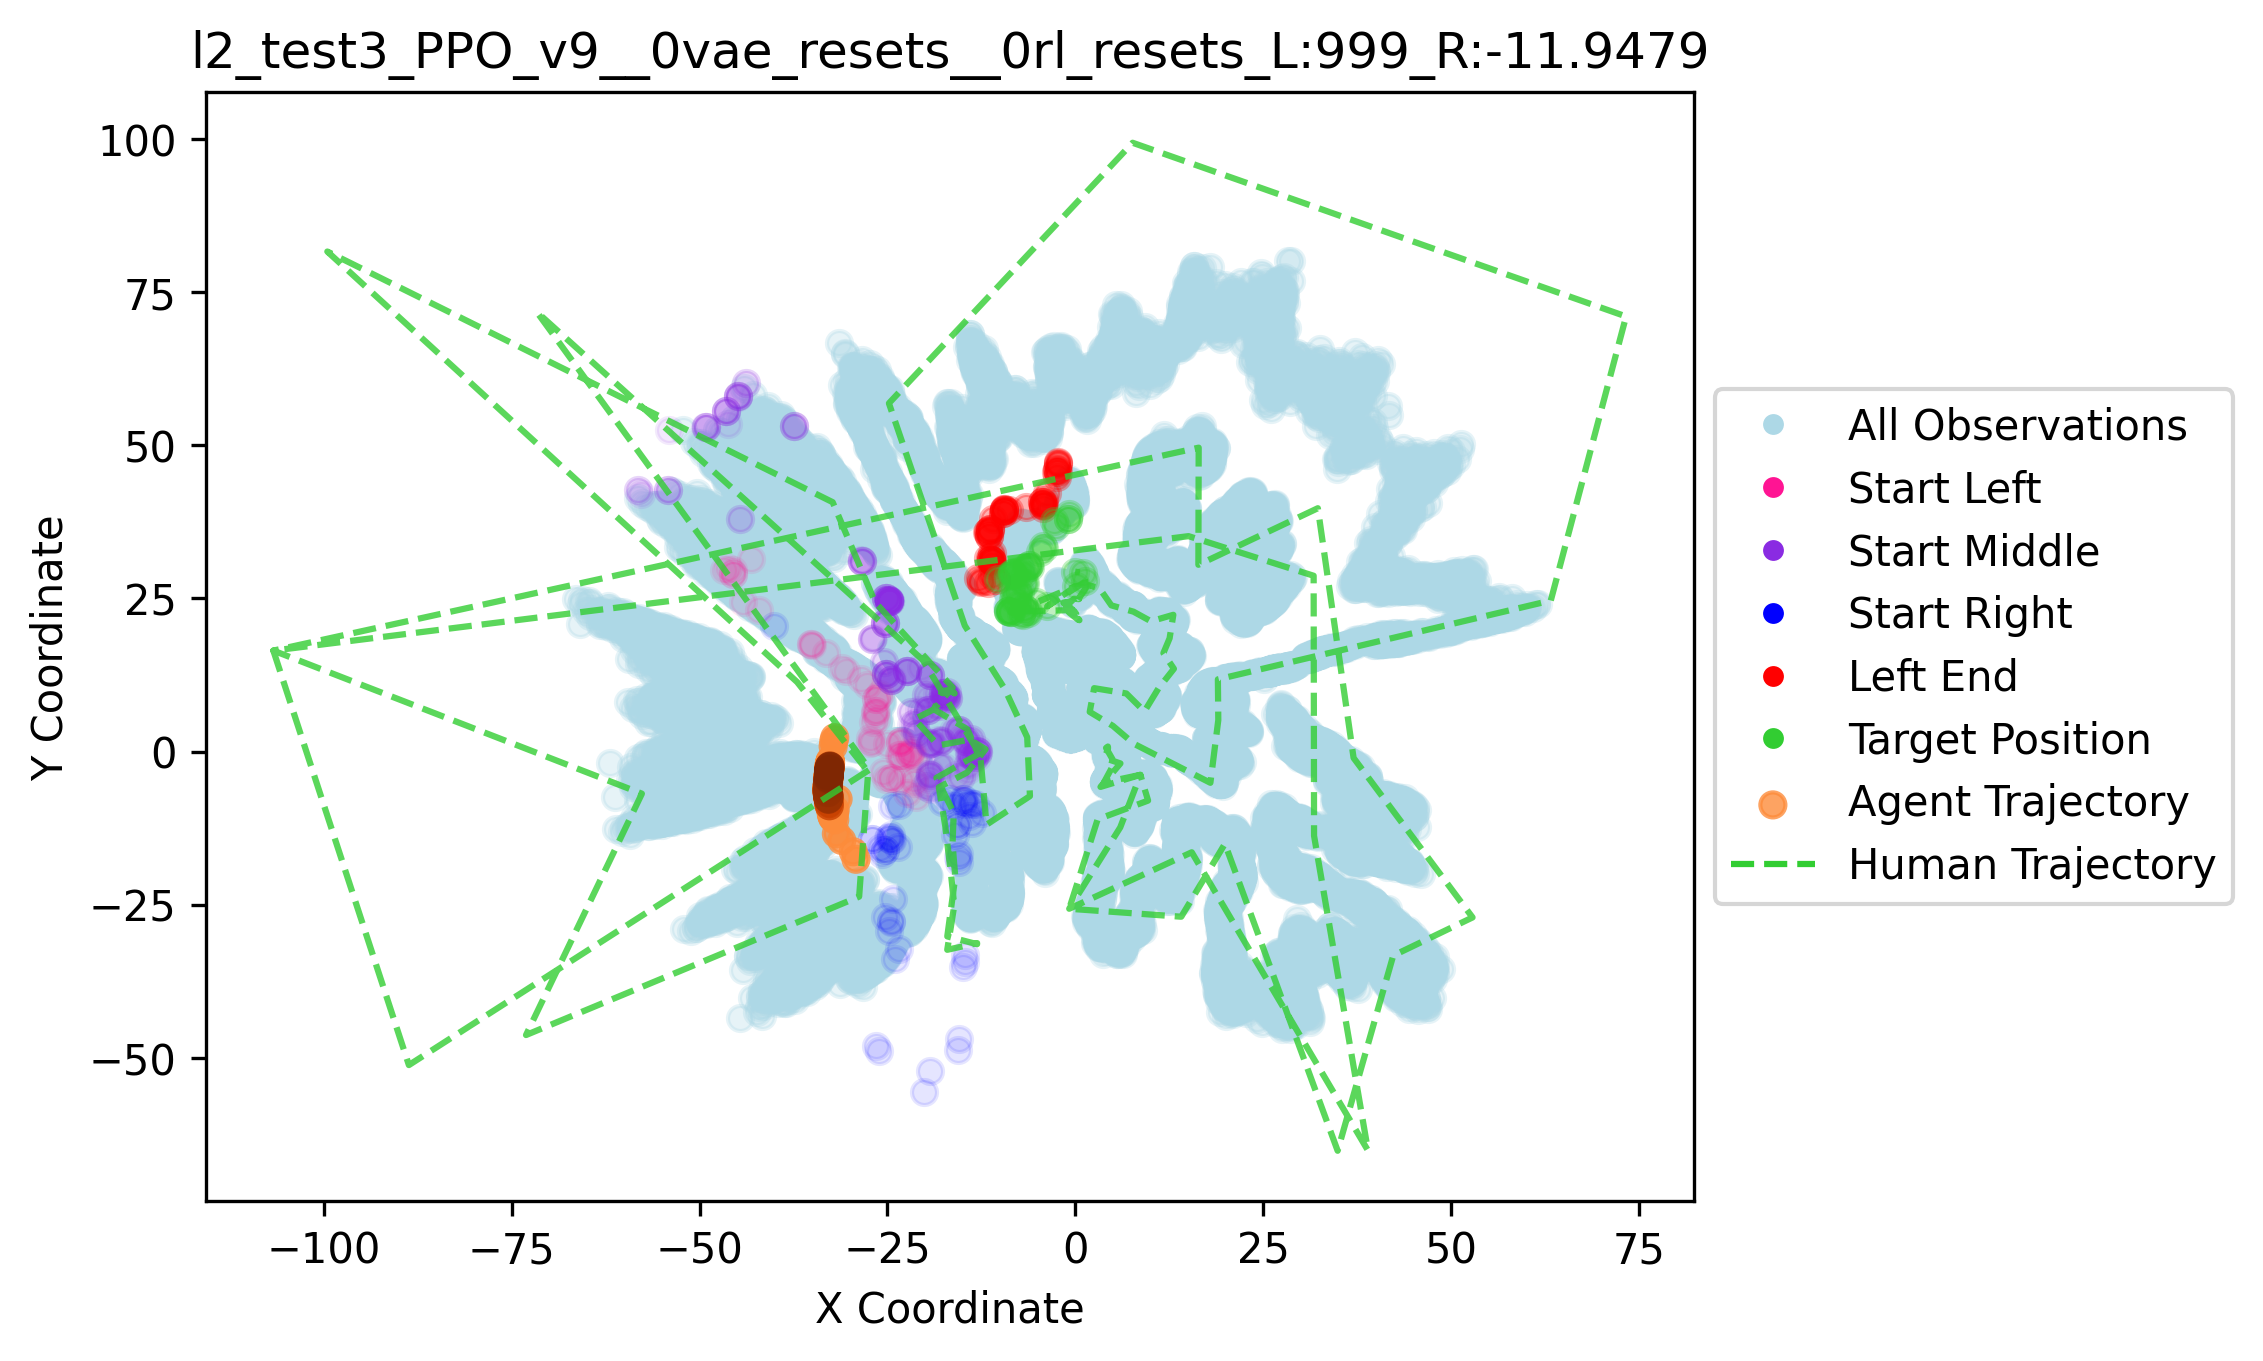 l2_test3_PPO_v9__0vae_resets__0rl_resets_L:999_R:-11.9479
100
75
50
25
0
−25
−50
Y Coordinate
−100
−75
−50
−25
0
25
50
75
X Coordinate
All Observations
Start Left
Start Middle
Start Right
Left End
Target Position
Agent Trajectory
Human Trajectory